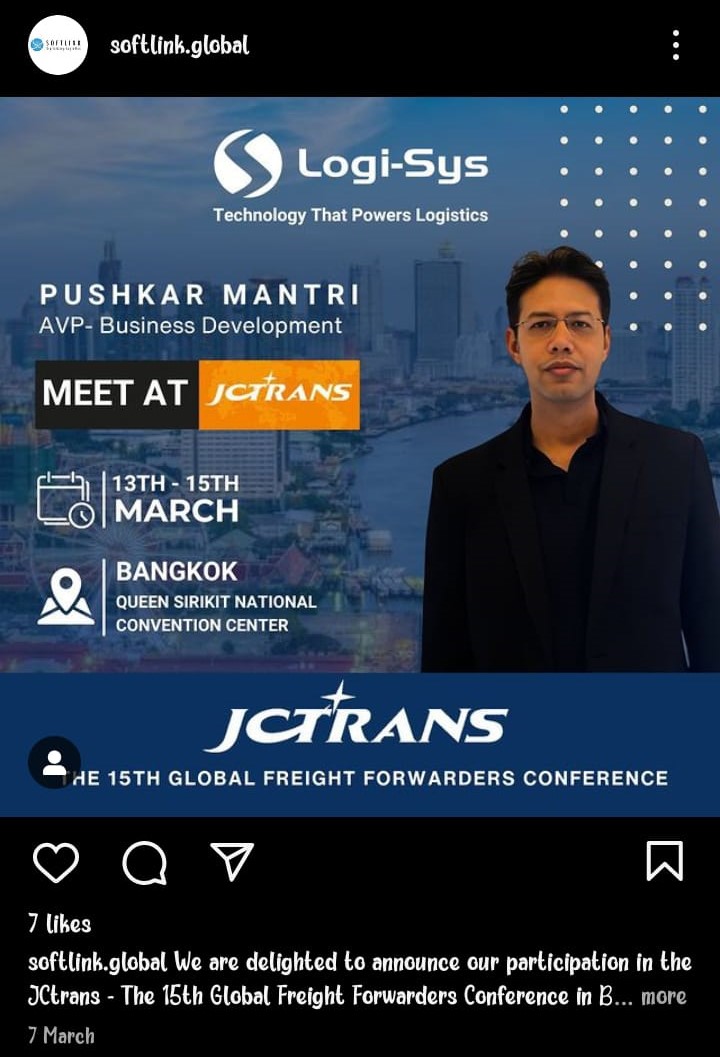 SOFTLINK
softlink.global
Logi-Sys
Technology That Powers Logistics
PUSHKAR MANTRI
AVP- Business Development
MEET AT JCTRANS
13TH - 15TH
MARCH
BANGKOK
QUEEN SIRIKIT NATIONAL
CONVENTION CENTER
JCTRANS
THE 15TH GLOBAL FREIGHT FORWARDERS CONFERENCE
7 likes
softlink.global We are delighted to announce our participation in the
JCtrans - The 15th Global Freight Forwarders Conference in B... more
7 March